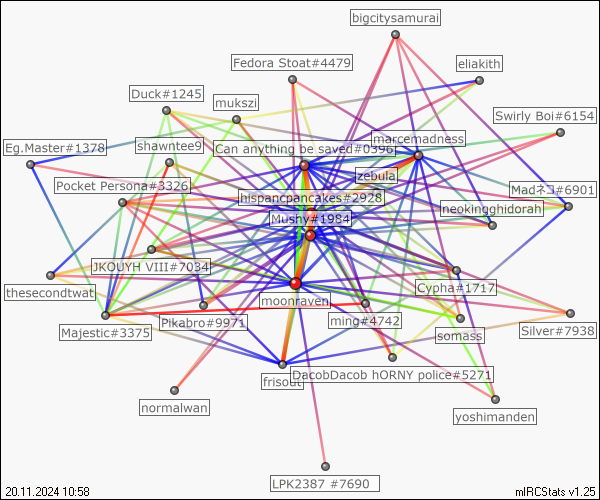 bigcitysamurai
Fedora Stoat#4479
eliakith
Duck#1245
mukszi
Swirly Boi#6154
Eg.Master#1378
shawntee9
Can anything be saved#0396
marcemadness
Pocket Persona#3326
zebula
Madネコ#6901
hispancpancakes#2928
neokingghidorah
Mushy#1984
JKOUYH VIII#7034
thesecondtwat
moonraven
Cypha#1717
Majestic#3375
Pikabro#9971
ming#4742
somass
Silver#7938
frisout
DacobDacob hORNY police#5271
normalwan
yoshimanden
LPK2387 #7690
20.11.2024 10:58
mIRCStats v1.25